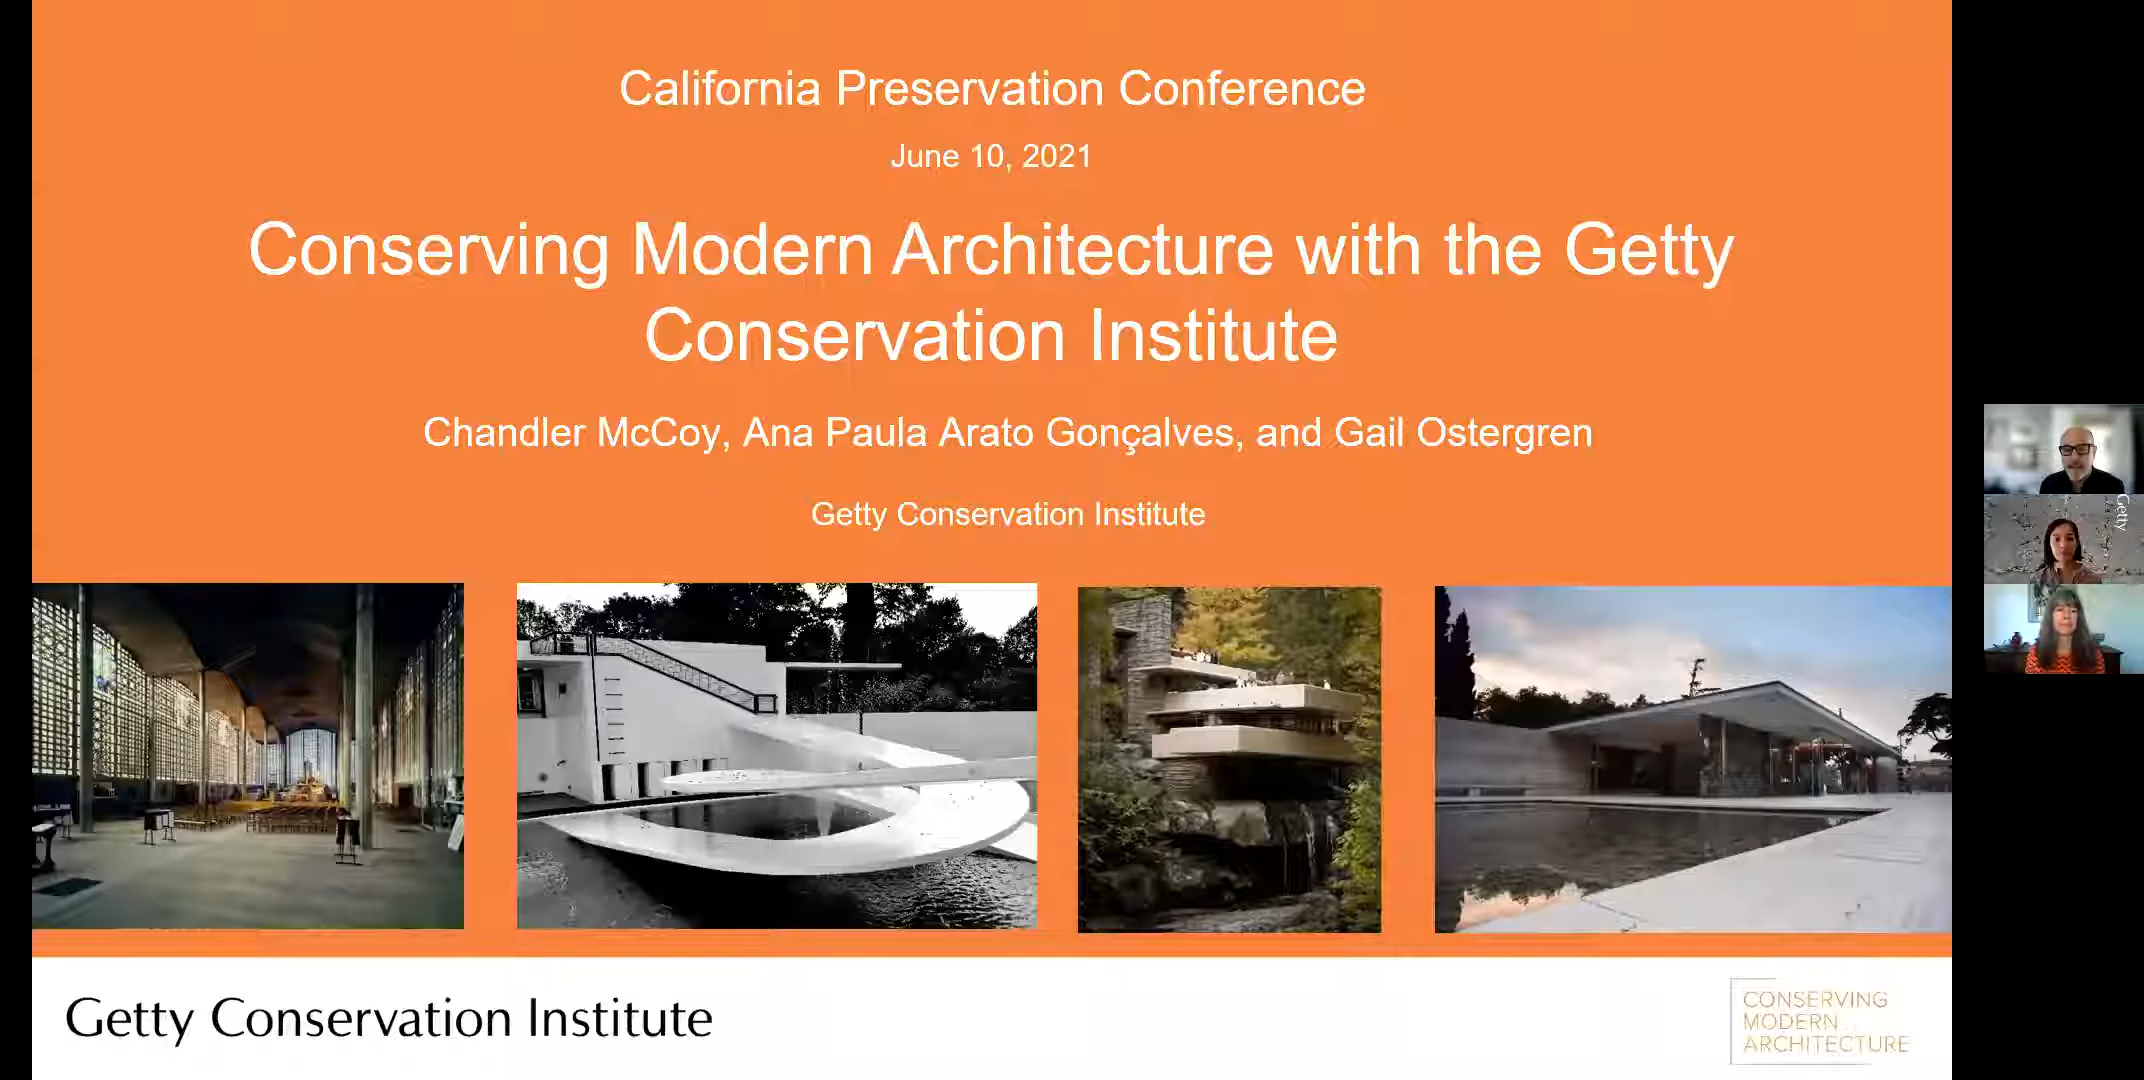 California Preservation Conference
June 10, 2021
Conserving Modern Architecture with the Getty
Conservation Institute
Chandler McCoy, Ana Paula Arato Gonçalves, and Gail Ostergren
Getty Conservation Institute
Getty
Getty Conservation Institute
CONSERVING
MODERN
ARCHITECTURE